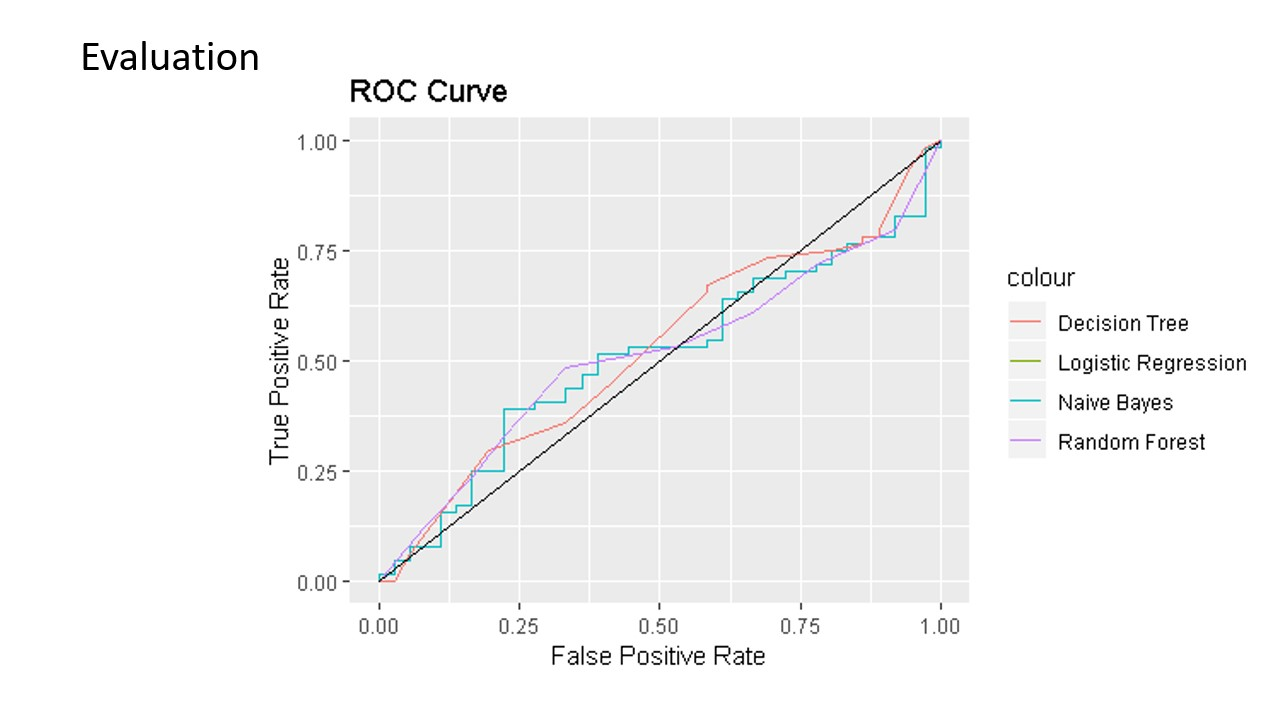 Evaluation
ROC Curve
True Positive Rate
1.00
0.75
0.50
0.25
0.00
0.00 0.25 0.50 0.75 1.00
False Positive Rate
colour
Decision Tree
Logistic Regression
Naive Bayes
Random Forest